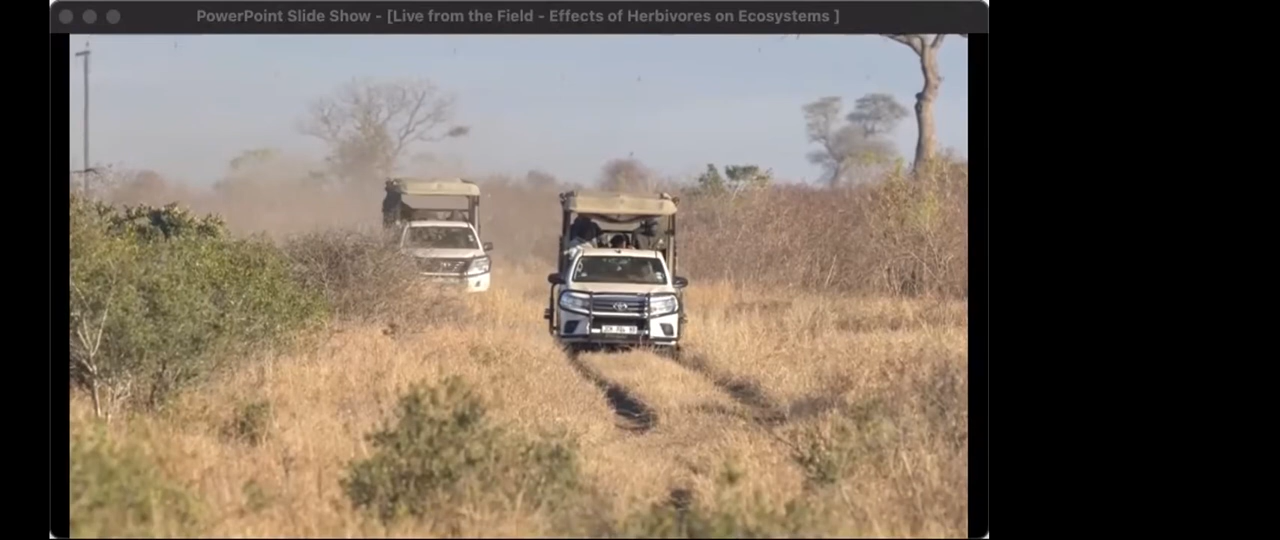 PowerPoint Slide Show - [Live from the Field - Effects of Herbivores on Ecosystems ]